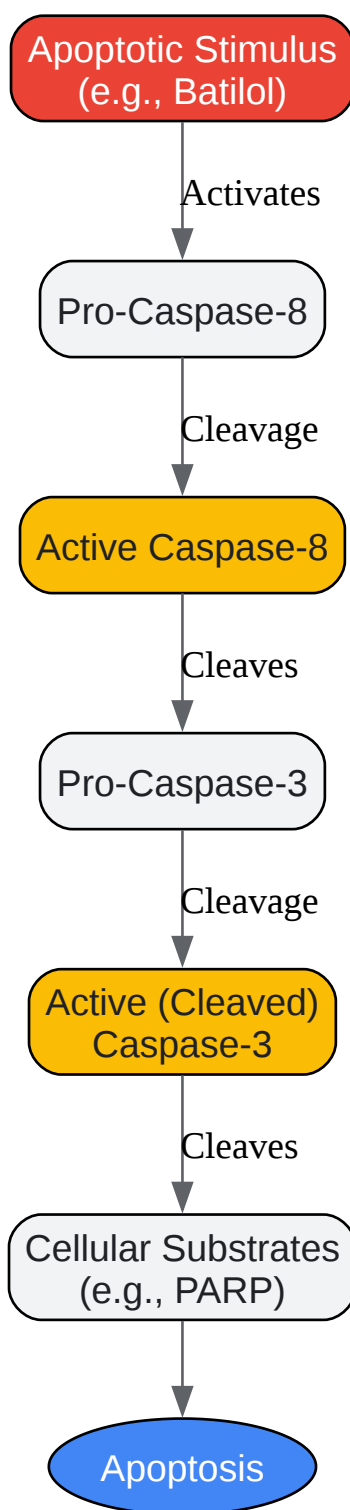 Apoptotic Stimulus
(e.g., Batilol)
Activates
Pro-Caspase-8
Cleavage
Active Caspase-8
Cleaves
Pro-Caspase-3
Cleavage
Active (Cleaved)
Caspase-3
Cleaves
Cellular Substrates
(e.g., PARP)
Apoptosis